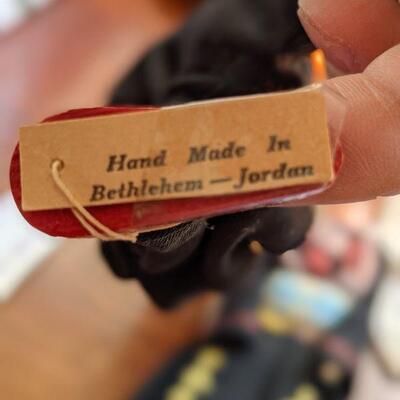 Hand Made In
Bethlehem — Jordan